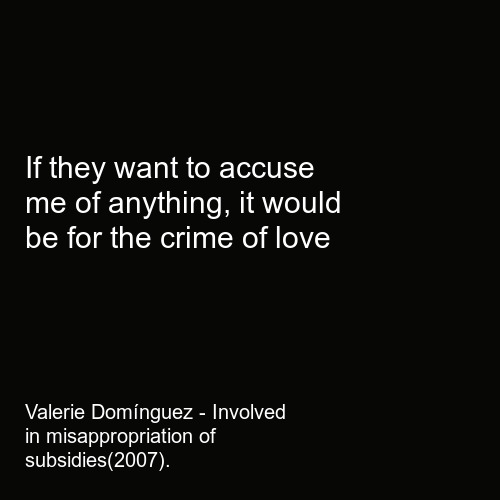 If they want to accuse
me of anything, it would
be for the crime of love
Valerie Domínguez - Involved
in misappropriation of
subsidies(2007).